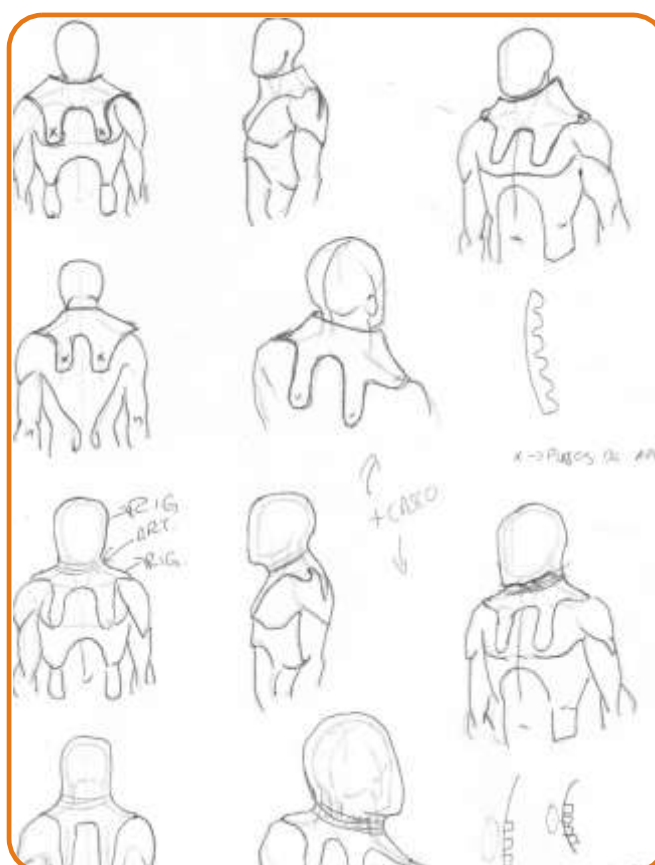 x → PUNTOS DE
+ CASCO
RIG.
ART.
RIG.